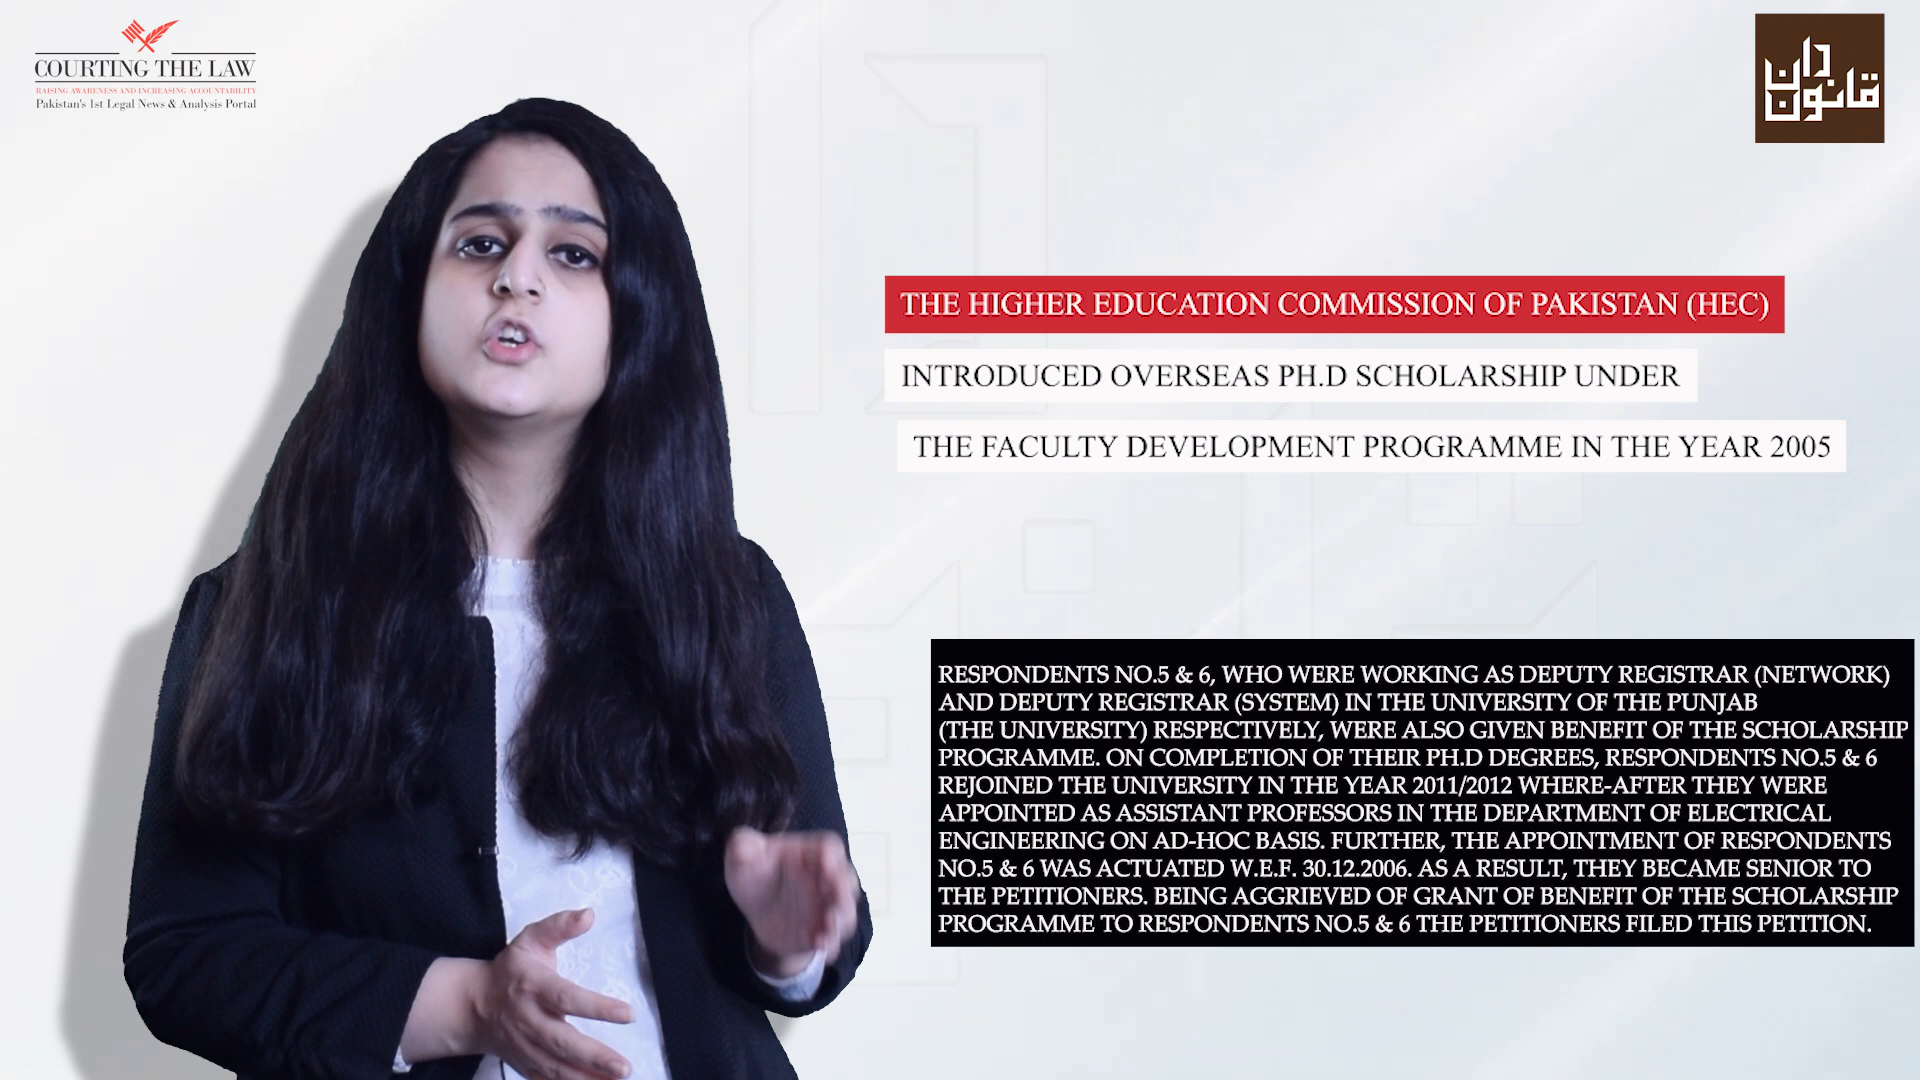 COURTING THE LAW
RAISING AWARENESS AND INCREASING ACCOUNTABILITY
Pakistan's 1st Legal News & Analysis Portal
قانون دان
THE HIGHER EDUCATION COMMISSION OF PAKISTAN (HEC)
INTRODUCED OVERSEAS PH.D SCHOLARSHIP UNDER
THE FACULTY DEVELOPMENT PROGRAMME IN THE YEAR 2005
RESPONDENTS NO.5 & 6, WHO WERE WORKING AS DEPUTY REGISTRAR (NETWORK)
AND DEPUTY REGISTRAR (SYSTEM) IN THE UNIVERSITY OF THE PUNJAB
(THE UNIVERSITY) RESPECTIVELY, WERE ALSO GIVEN BENEFIT OF THE SCHOLARSHIP
PROGRAMME. ON COMPLETION OF THEIR PH.D DEGREES, RESPONDENTS NO.5 & 6
REJOINED THE UNIVERSITY IN THE YEAR 2011/2012 WHERE-AFTER THEY WERE
APPOINTED AS ASSISTANT PROFESSORS IN THE DEPARTMENT OF ELECTRICAL
ENGINEERING ON AD-HOC BASIS. FURTHER, THE APPOINTMENT OF RESPONDENTS
NO.5 & 6 WAS ACTUATED W.E.F. 30.12.2006. AS A RESULT, THEY BECAME SENIOR TO
THE PETITIONERS. BEING AGGRIEVED OF GRANT OF BENEFIT OF THE SCHOLARSHIP
PROGRAMME TO RESPONDENTS NO.5 & 6 THE PETITIONERS FILED THIS PETITION.